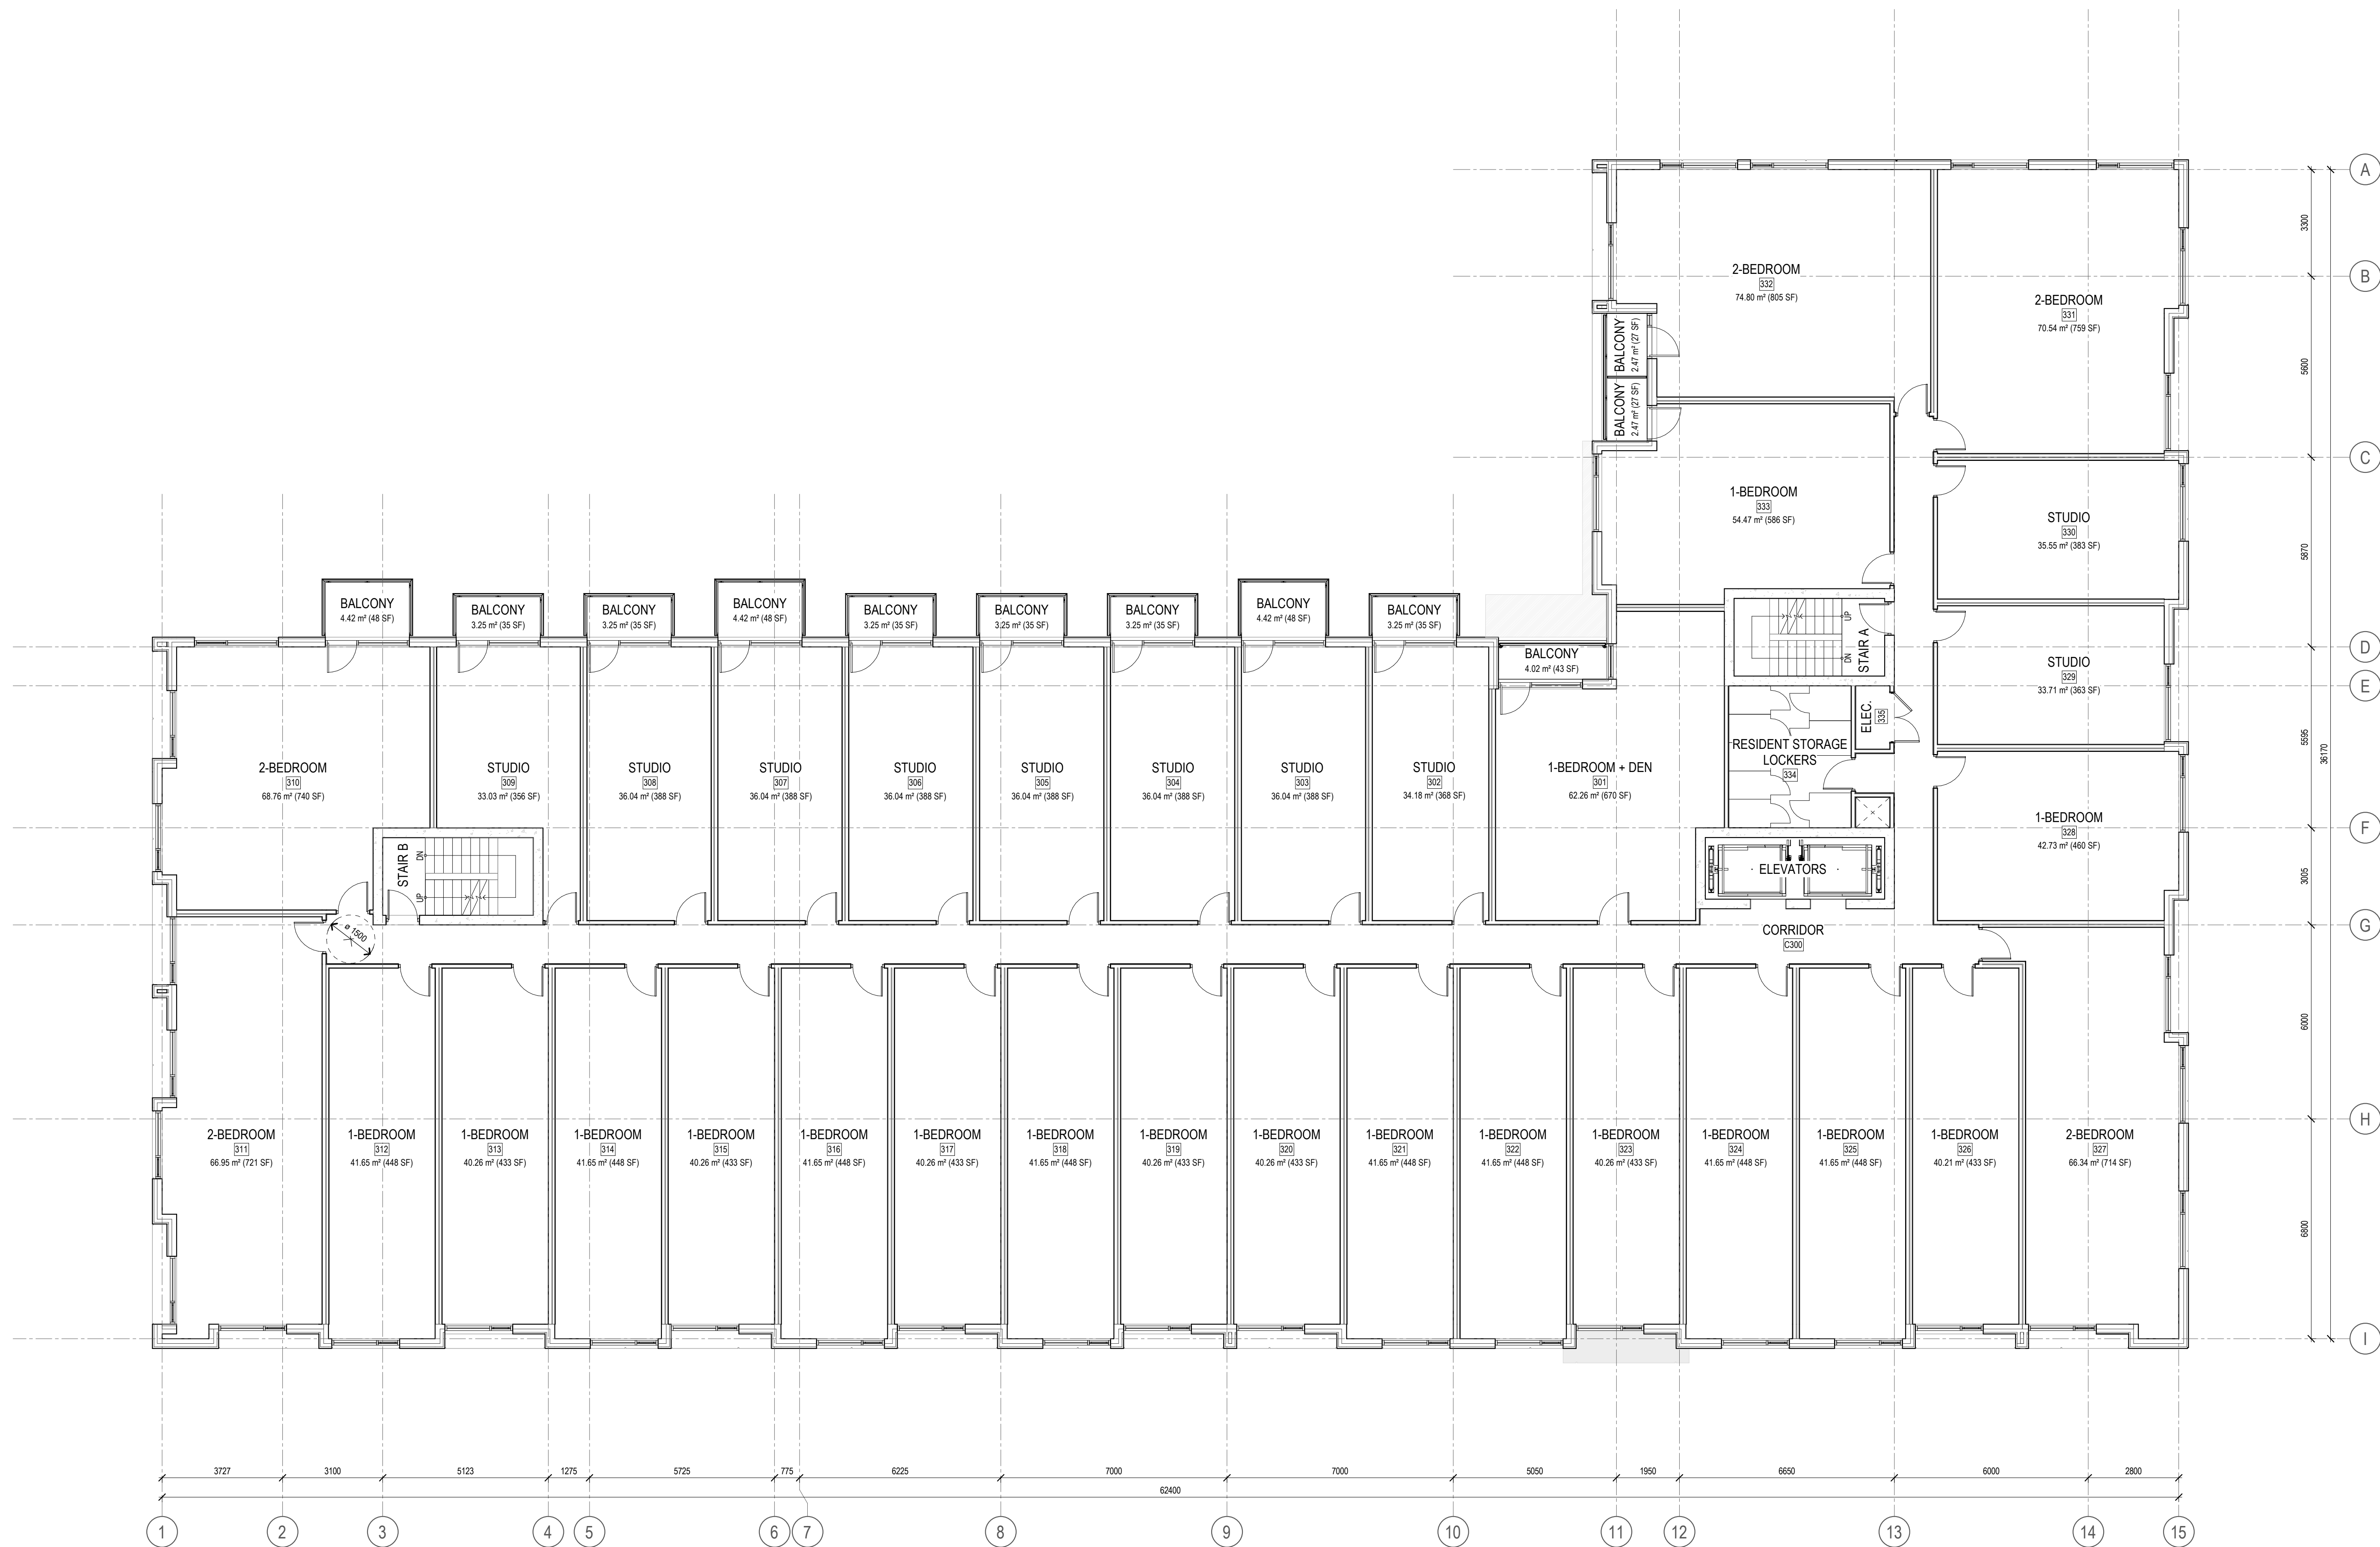 A
3300
36170
B
2-BEDROOM
332
74.80 m² (805 SF)
2-BEDROOM
331
70.54 m² (759 SF)
BALCONY
2.47 m² (27 SF)
5600
BALCONY
2.47 m² (27 SF)
C
1-BEDROOM
333
54.47 m² (586 SF)
STUDIO
330
35.55 m² (383 SF)
5870
BALCONY
4.42 m² (48 SF)
BALCONY
3.25 m² (35 SF)
BALCONY
3.25 m² (35 SF)
BALCONY
4.42 m² (48 SF)
BALCONY
3.25 m² (35 SF)
BALCONY
3.25 m² (35 SF)
BALCONY
3.25 m² (35 SF)
BALCONY
4.42 m² (48 SF)
BALCONY
3.25 m² (35 SF)
BALCONY
4.02 m² (43 SF)
UP
DN
STAIR A
STUDIO
329
33.71 m² (363 SF)
D
E
ELEC.
335
RESIDENT STORAGE
LOCKERS
334
5595
2-BEDROOM
310
68.76 m² (740 SF)
STUDIO
309
33.03 m² (356 SF)
STUDIO
308
36.04 m² (388 SF)
STUDIO
307
36.04 m² (388 SF)
STUDIO
306
36.04 m² (388 SF)
STUDIO
305
36.04 m² (388 SF)
STUDIO
304
36.04 m² (388 SF)
STUDIO
303
36.04 m² (388 SF)
STUDIO
302
34.18 m² (368 SF)
1-BEDROOM + DEN
301
62.26 m² (670 SF)
1-BEDROOM
328
42.73 m² (460 SF)
F
STAIR B
DN
UP
ELEVATORS
3005
ø 1500
CORRIDOR
C300
G
6000
H
2-BEDROOM
311
66.95 m² (721 SF)
1-BEDROOM
312
41.65 m² (448 SF)
1-BEDROOM
313
40.26 m² (433 SF)
1-BEDROOM
314
41.65 m² (448 SF)
1-BEDROOM
315
40.26 m² (433 SF)
1-BEDROOM
316
41.65 m² (448 SF)
1-BEDROOM
317
40.26 m² (433 SF)
1-BEDROOM
318
41.65 m² (448 SF)
1-BEDROOM
319
40.26 m² (433 SF)
1-BEDROOM
320
40.26 m² (433 SF)
1-BEDROOM
321
41.65 m² (448 SF)
1-BEDROOM
322
41.65 m² (448 SF)
1-BEDROOM
323
40.26 m² (433 SF)
1-BEDROOM
324
41.65 m² (448 SF)
1-BEDROOM
325
41.65 m² (448 SF)
1-BEDROOM
326
40.21 m² (433 SF)
2-BEDROOM
327
66.34 m² (714 SF)
6800
I
3727 3100 5123 1275 5725 775 6225 7000 7000 5050 1950 6650 6000 2800
62400
1 2 3 4 5 6 7 8 9 10 11 12 13 14 15